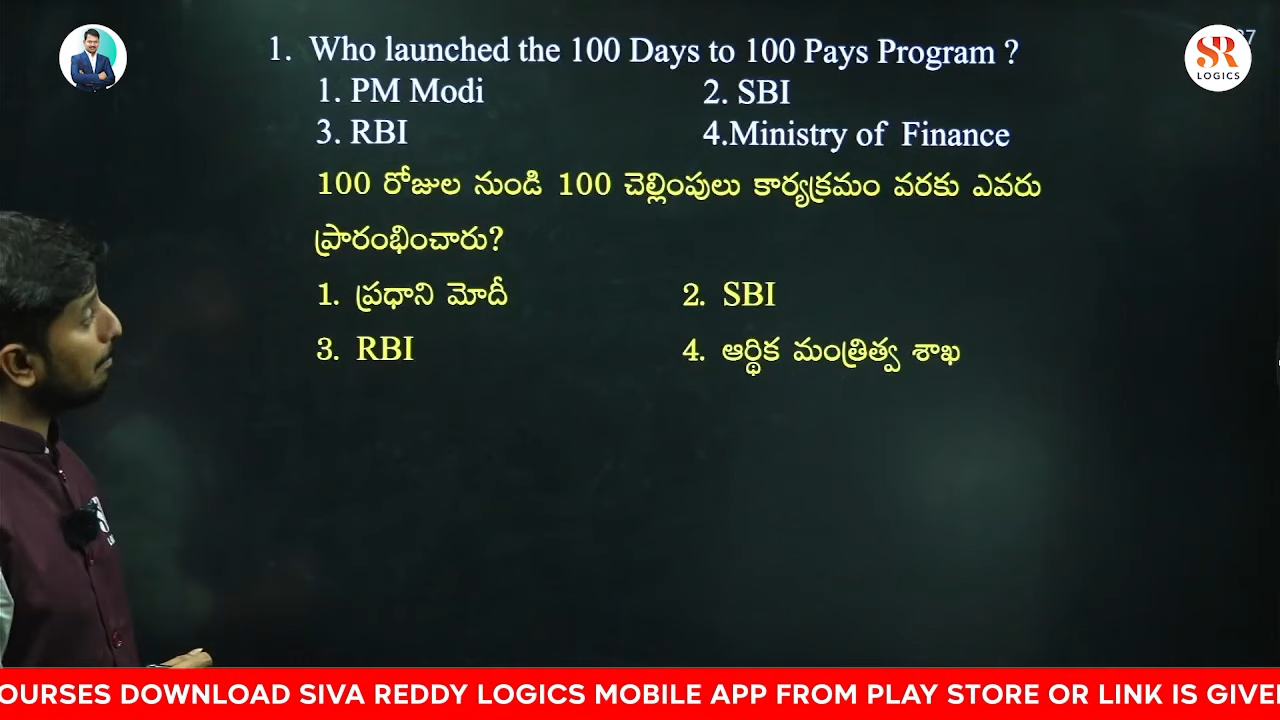 1. Who launched the 100 Days to 100 Pays Program ?
1. PM Modi 2. SBI
3. RBI 4.Ministry of Finance
100 రోజుల నుండి 100 చెల్లింపులు కార్యక్రమం వరకు ఎవరు
ప్రారంభించారు?
1. ప్రధాని మోదీ 2. SBI
3. RBI 4. ఆర్థిక మంత్రిత్వ శాఖ
SR
LOGICS
OURSES DOWNLOAD SIVA REDDY LOGICS MOBILE APP FROM PLAY STORE OR LINK IS GIVE